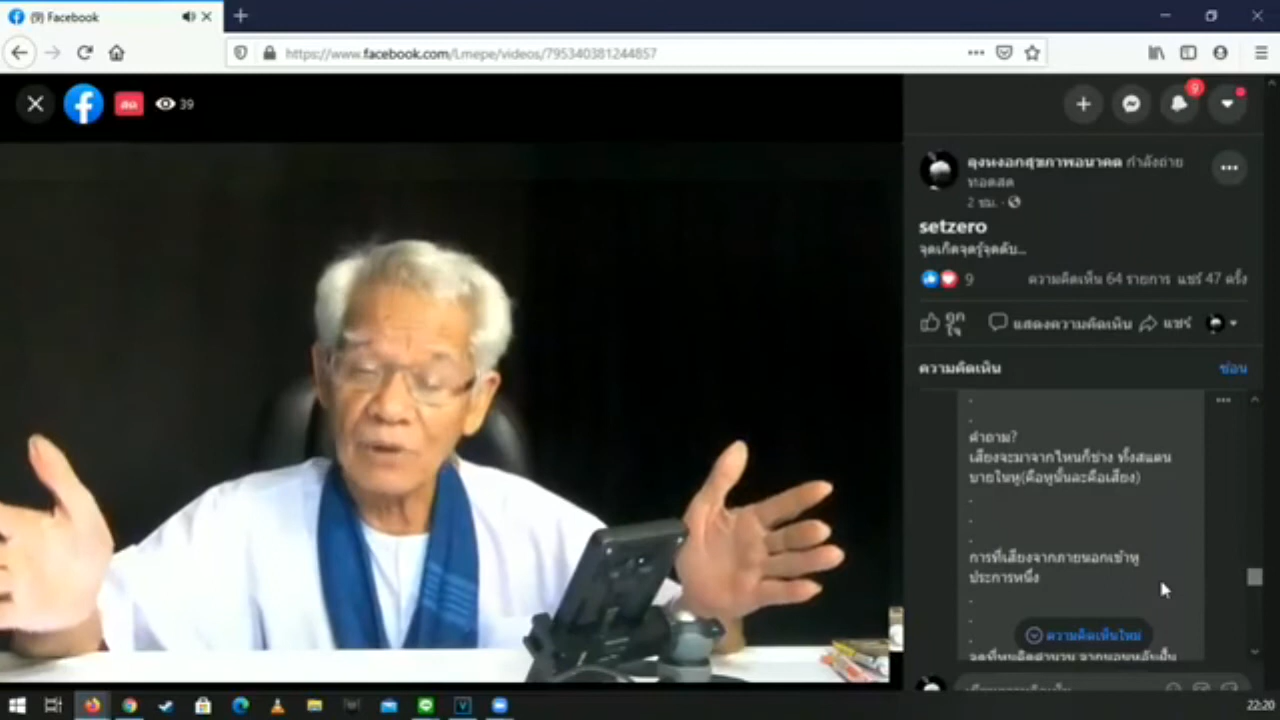 (9) Facebook
https://www.facebook.com/Lmepe/videos/795340381244857
สด
39
9
กำลังถ่าย
ทอดสด
2 ชม.
setzero
จุดเกิดจุดรู้จุดดับ...
9
ความคิดเห็น 64 รายการ แชร์ 47 ครั้ง
ถูก
ใจ
แสดงความคิดเห็น
แชร์
ความคิดเห็น
ซ่อน
คำถาม?
เสียงจะมาจากไหนก็ช่าง ทั้งสแตน
บายในหู(คือหูนั้นละคือเสียง)
การที่เสียงจากภายนอกเข้าหู
ประการหนึ่ง
ความคิดเห็นใหม่
22:20